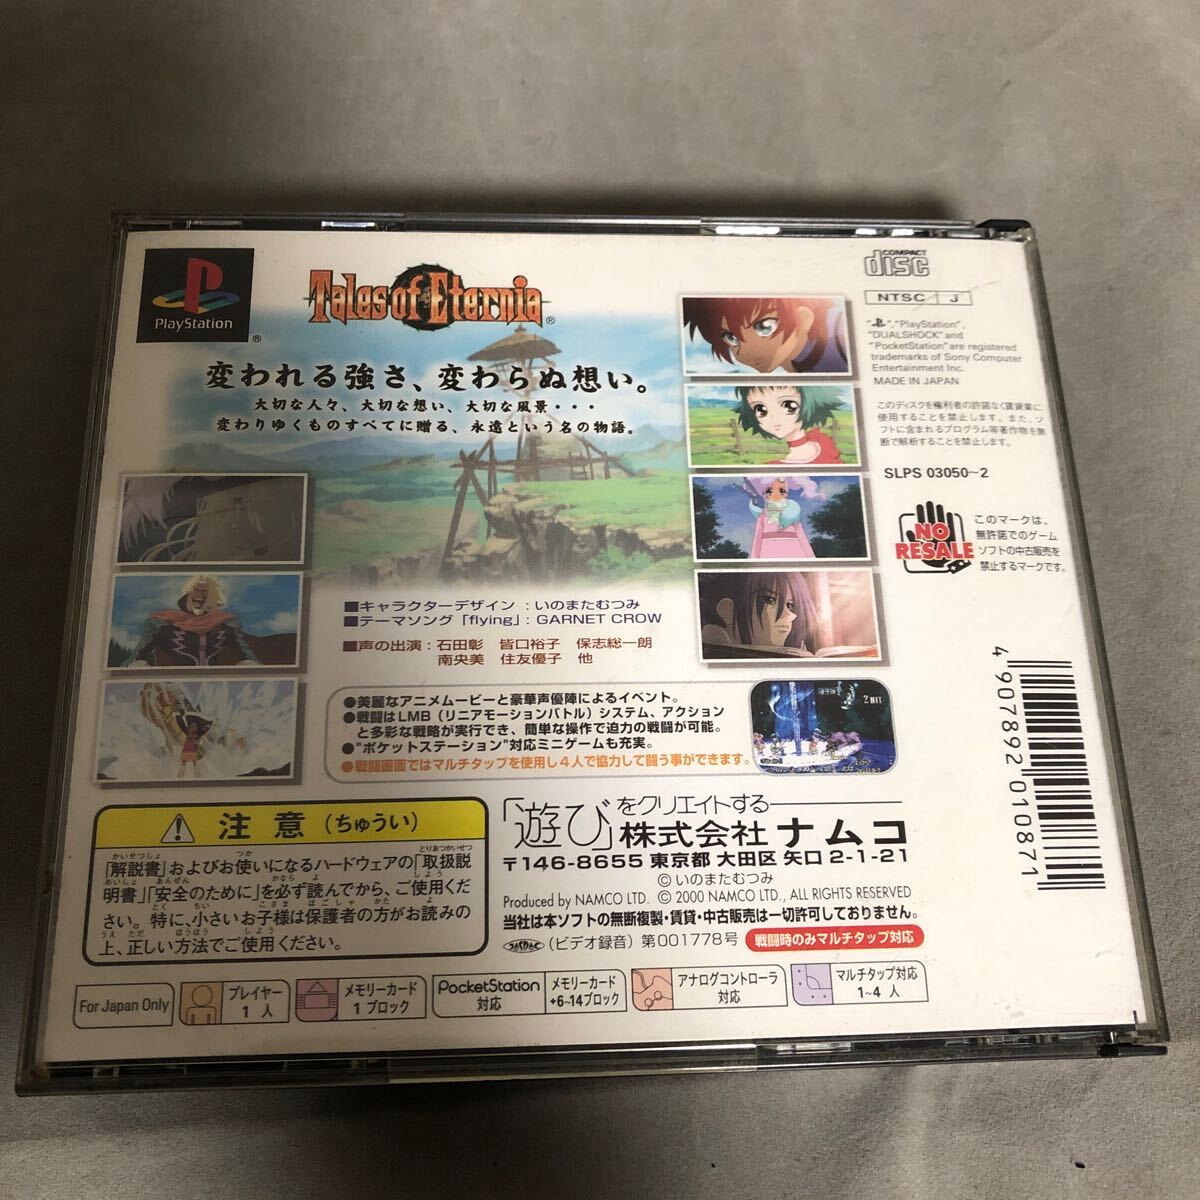 PlayStation
®
Tales of Eternia
®
変われる強さ、変わらぬ想い。
大切な人々、大切な想い、大切な風景・・・
変わりゆくものすべてに贈る、永遠という名の物語。
■キャラクターデザイン : いのまたむつみ
■テーマソング「flying」: GARNET CROW
■声の出演 : 石田彰 皆口裕子 保志総一朗
南央美 住友優子 他
●美麗なアニメムービーと豪華声優陣によるイベント。
●戦闘はLMB（リニアモーションバトル）システム、アクション
と多彩な戦略が実行でき、簡単な操作で迫力の戦闘が可能。
●"ポケットステーション"対応ミニゲームも充実。
●戦闘画面ではマルチタップを使用し4人で協力して闘う事ができます。
2 HIT
COMPACT
disc
NTSC J
"PS", "PlayStation",
"DUALSHOCK" and
"PocketStation" are registered
trademarks of Sony Computer
Entertainment Inc.
MADE IN JAPAN
このディスクを権利者の許諾なく賃貸業に
使用することを禁止します。また、ソ
フトに含まれるプログラム等著作物を無
断で解析することを禁止します。
SLPS 03050~2
NO
RESALE
このマークは、
無許諾でのゲーム
ソフトの中古販売を
禁止するマークです。
4 907892 010871
注意（ちゅうい）
「解説書」およびお使いになるハードウェアの「取扱説
明書」「安全のために」を必ず読んでから、ご使用くだ
さい。特に、小さいお子様は保護者の方がお読みの
上、正しい方法でご使用ください。
「遊び」をクリエイトする
株式会社ナムコ
〒146-8655 東京都 大田区 矢口 2-1-21
© いのまたむつみ
Produced by NAMCO LTD. © 2000 NAMCO LTD., ALL RIGHTS RESERVED
当社は本ソフトの無断複製・賃貸・中古販売は一切許可しておりません。
JASRAC （ビデオ録音）第001778号 戦闘時のみマルチタップ対応
For Japan Only
プレイヤー
1 人
メモリーカード
1 ブロック
PocketStation
対応
メモリーカード
+6-14ブロック
アナログコントローラ
対応
マルチタップ対応
1~4 人